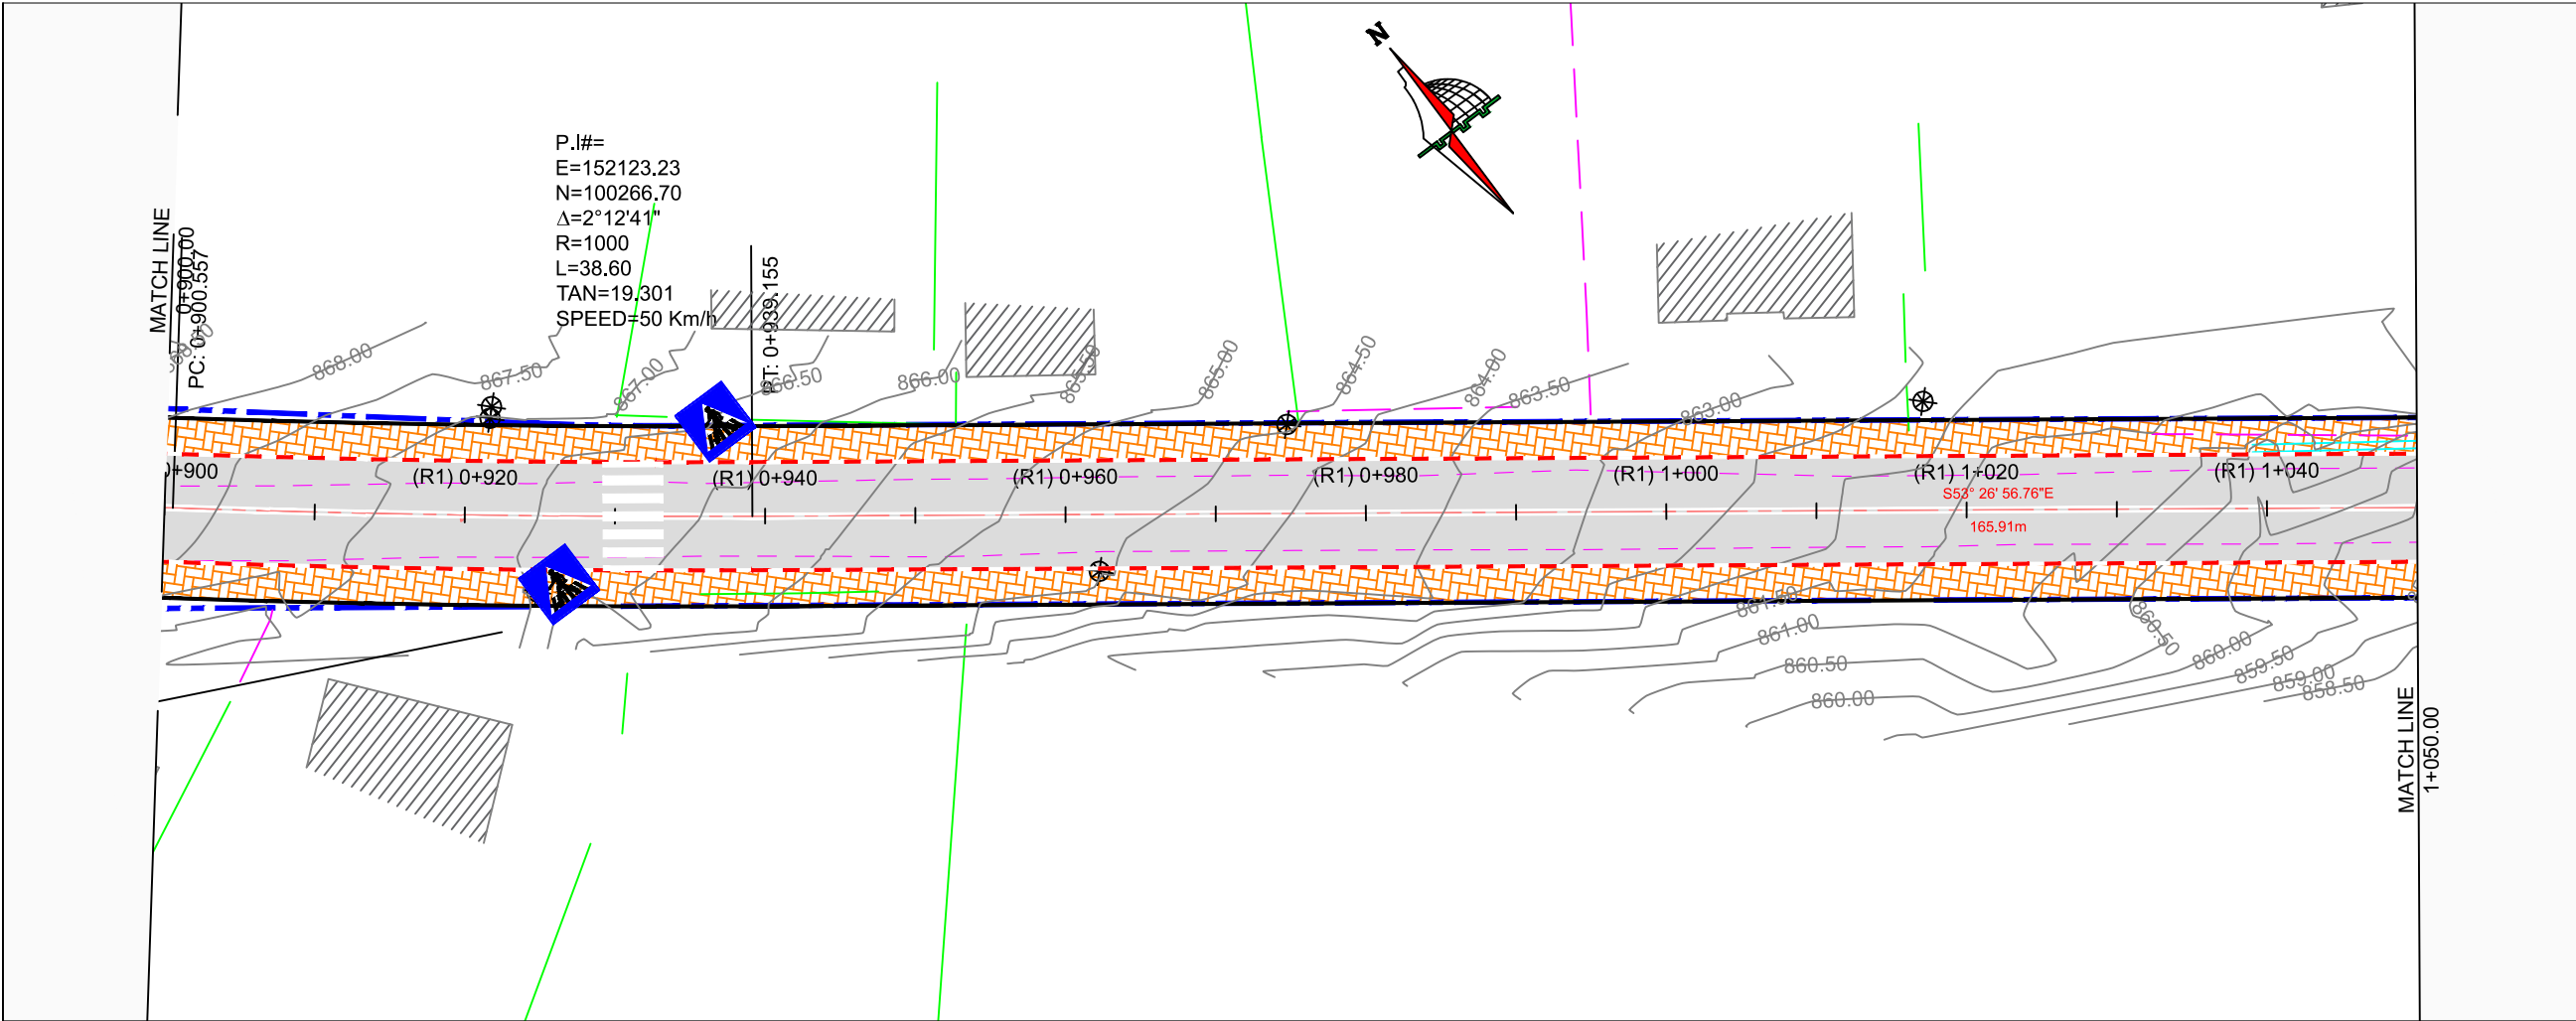 N
P.I#=
E=152123.23
N=100266.70
Δ=2°12'41"
R=1000
L=38.60
TAN=19.301
SPEED=50 Km/h
MATCH LINE
0+900.00
PC: 0+900.557
PT: 0+939.155
868.00
867.50
867.00
866.50
866.00
865.50
865.00
864.50
864.00
863.50
863.00
0+900
(R1) 0+920
(R1) 0+940
(R1) 0+960
(R1) 0+980
(R1) 1+000
(R1) 1+020
(R1) 1+040
S53° 26' 56.76"E
165.91m
861.50
861.00
860.50
860.00
860.50
860.00
859.50
859.00
858.50
MATCH LINE
1+050.00